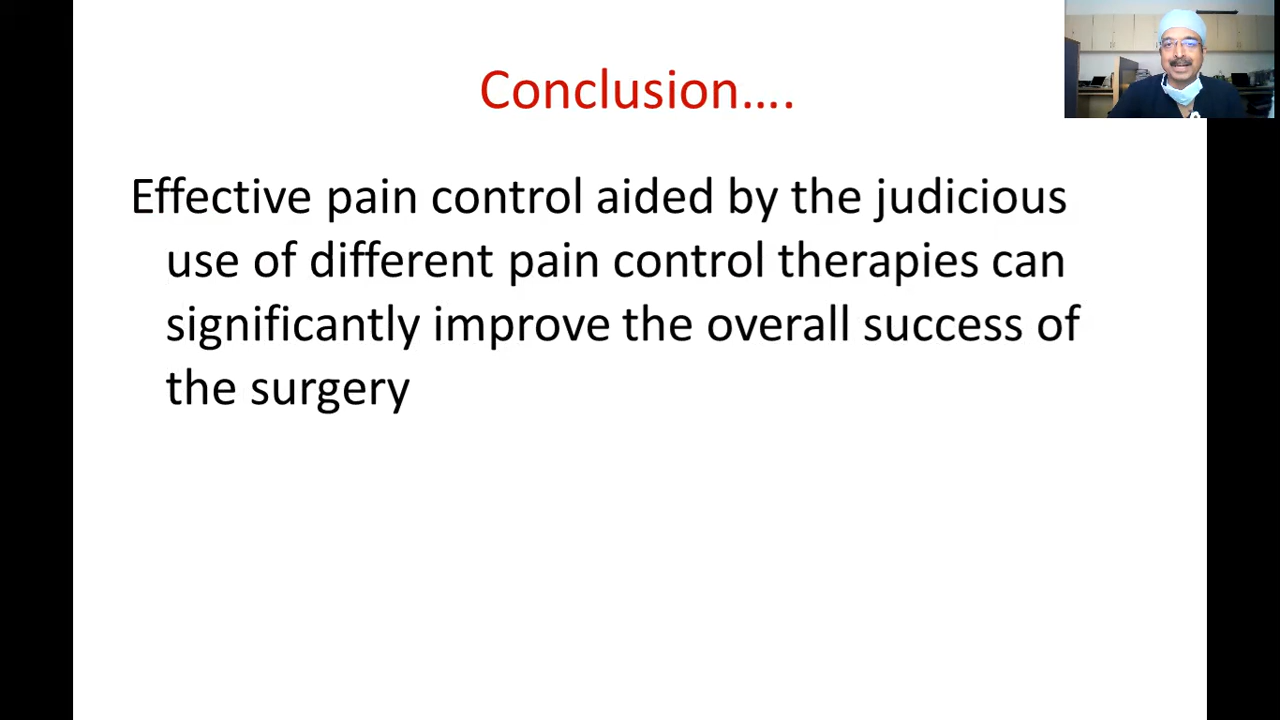 Conclusion....
Effective pain control aided by the judicious
use of different pain control therapies can
significantly improve the overall success of
the surgery